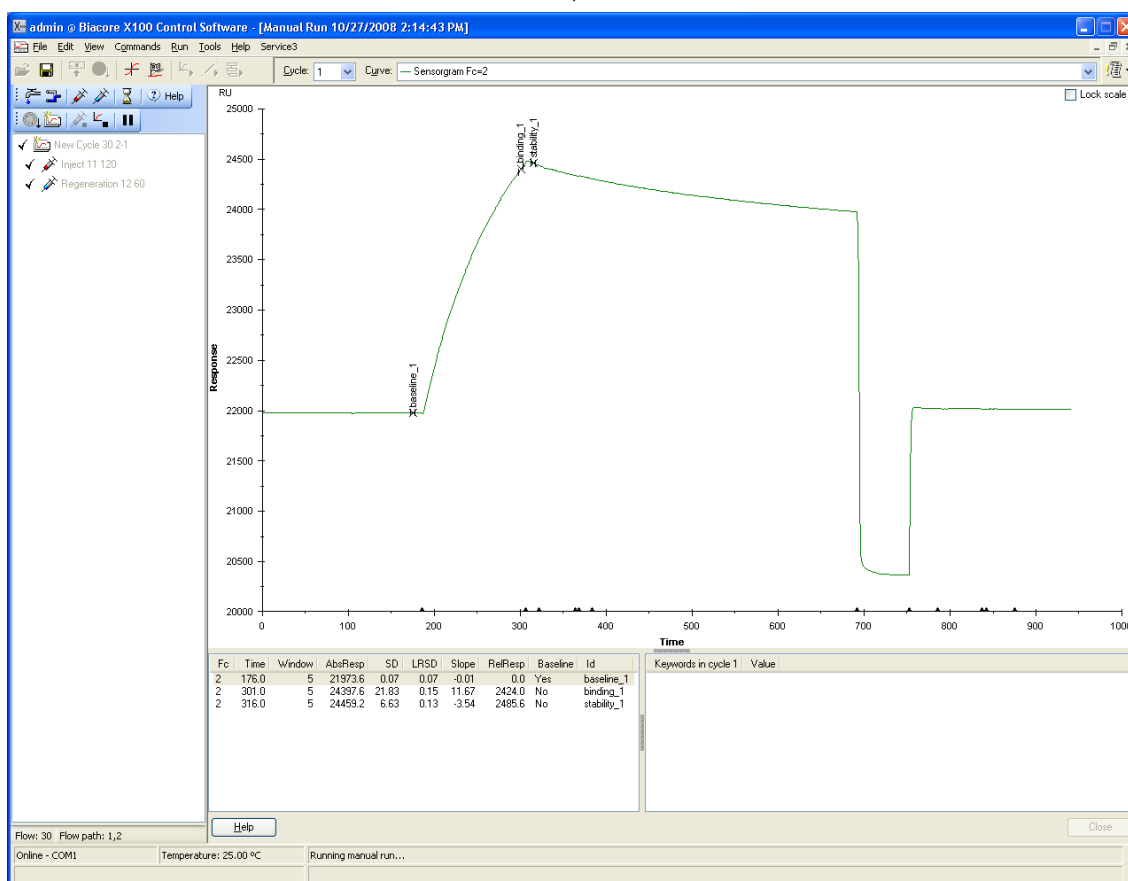 admin @ Biacore X100 Control Software - [Manual Run 10/27/2008 2:14:43 PM]
File Edit View Commands Run Tools Help Service3
Cycle: 1 Curve: — Sensorgram Fc=2
Help
New Cycle 30 2-1
Inject 11 120
Regeneration 12 60
RU
Lock scale
25000
24500
24000
23500
23000
22500
22000
21500
21000
20500
20000
Response
baseline_1
binding_1
stability_1
0 100 200 300 400 500 600 700 800 900 1000
Time
Fc Time Window AbsResp SD LRSD Slope RelResp Baseline Id
2 176.0 5 21973.6 0.07 0.07 -0.01 0.0 Yes baseline_1
2 301.0 5 24397.6 21.83 0.15 11.67 2424.0 No binding_1
2 316.0 5 24459.2 6.63 0.13 -3.54 2485.6 No stability_1
Keywords in cycle 1 Value
Help
Close
Flow: 30 Flow path: 1,2
Online - COM1 Temperature: 25.00 ºC Running manual run...